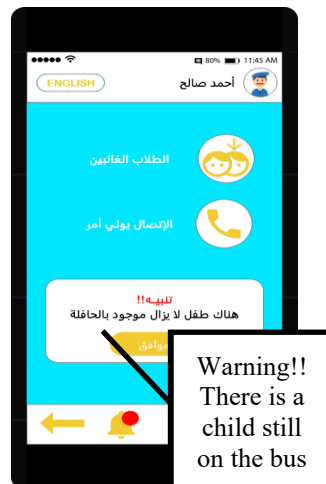 80% 11:45 AM
ENGLISH
أحمد صالح
الطلاب الغائبين
الإتصال بولي أمر
تنبيـه!!
هناك طفل لا يزال موجود بالحافلة
موافق
Warning!!
There is a
child still
on the bus